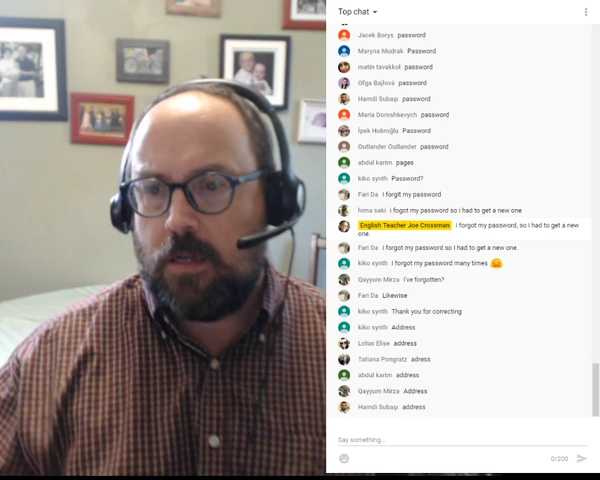 Top chat
Jacek Borys password
Maryna Mudrak Password
matin tavakkol password
Oľga Bajlová password
Hamdi Subaşı password
Maria Doroshkevych password
İpek Hıdıroğlu Password
Outlander Outlander password
abdul karim pages
kiko synth Password?
Fari Da I forgit my password
hrma saki i fogot my password so i had to get a new one
English Teacher Joe Crossman I forgot my password, so I had to get a new
one.
Fari Da I forgot my password so I had to get a new one.
kiko synth I forgot my password many times
Qayyum Mirza I've forgotten?
Fari Da Likewise
kiko synth Thank you for correcting
kiko synth Address
Lotus Elise address
Tatiana Pongratz adress
abdul karim address
Qayyum Mirza Address
Hamdi Subaşı address
Say something...
0/200